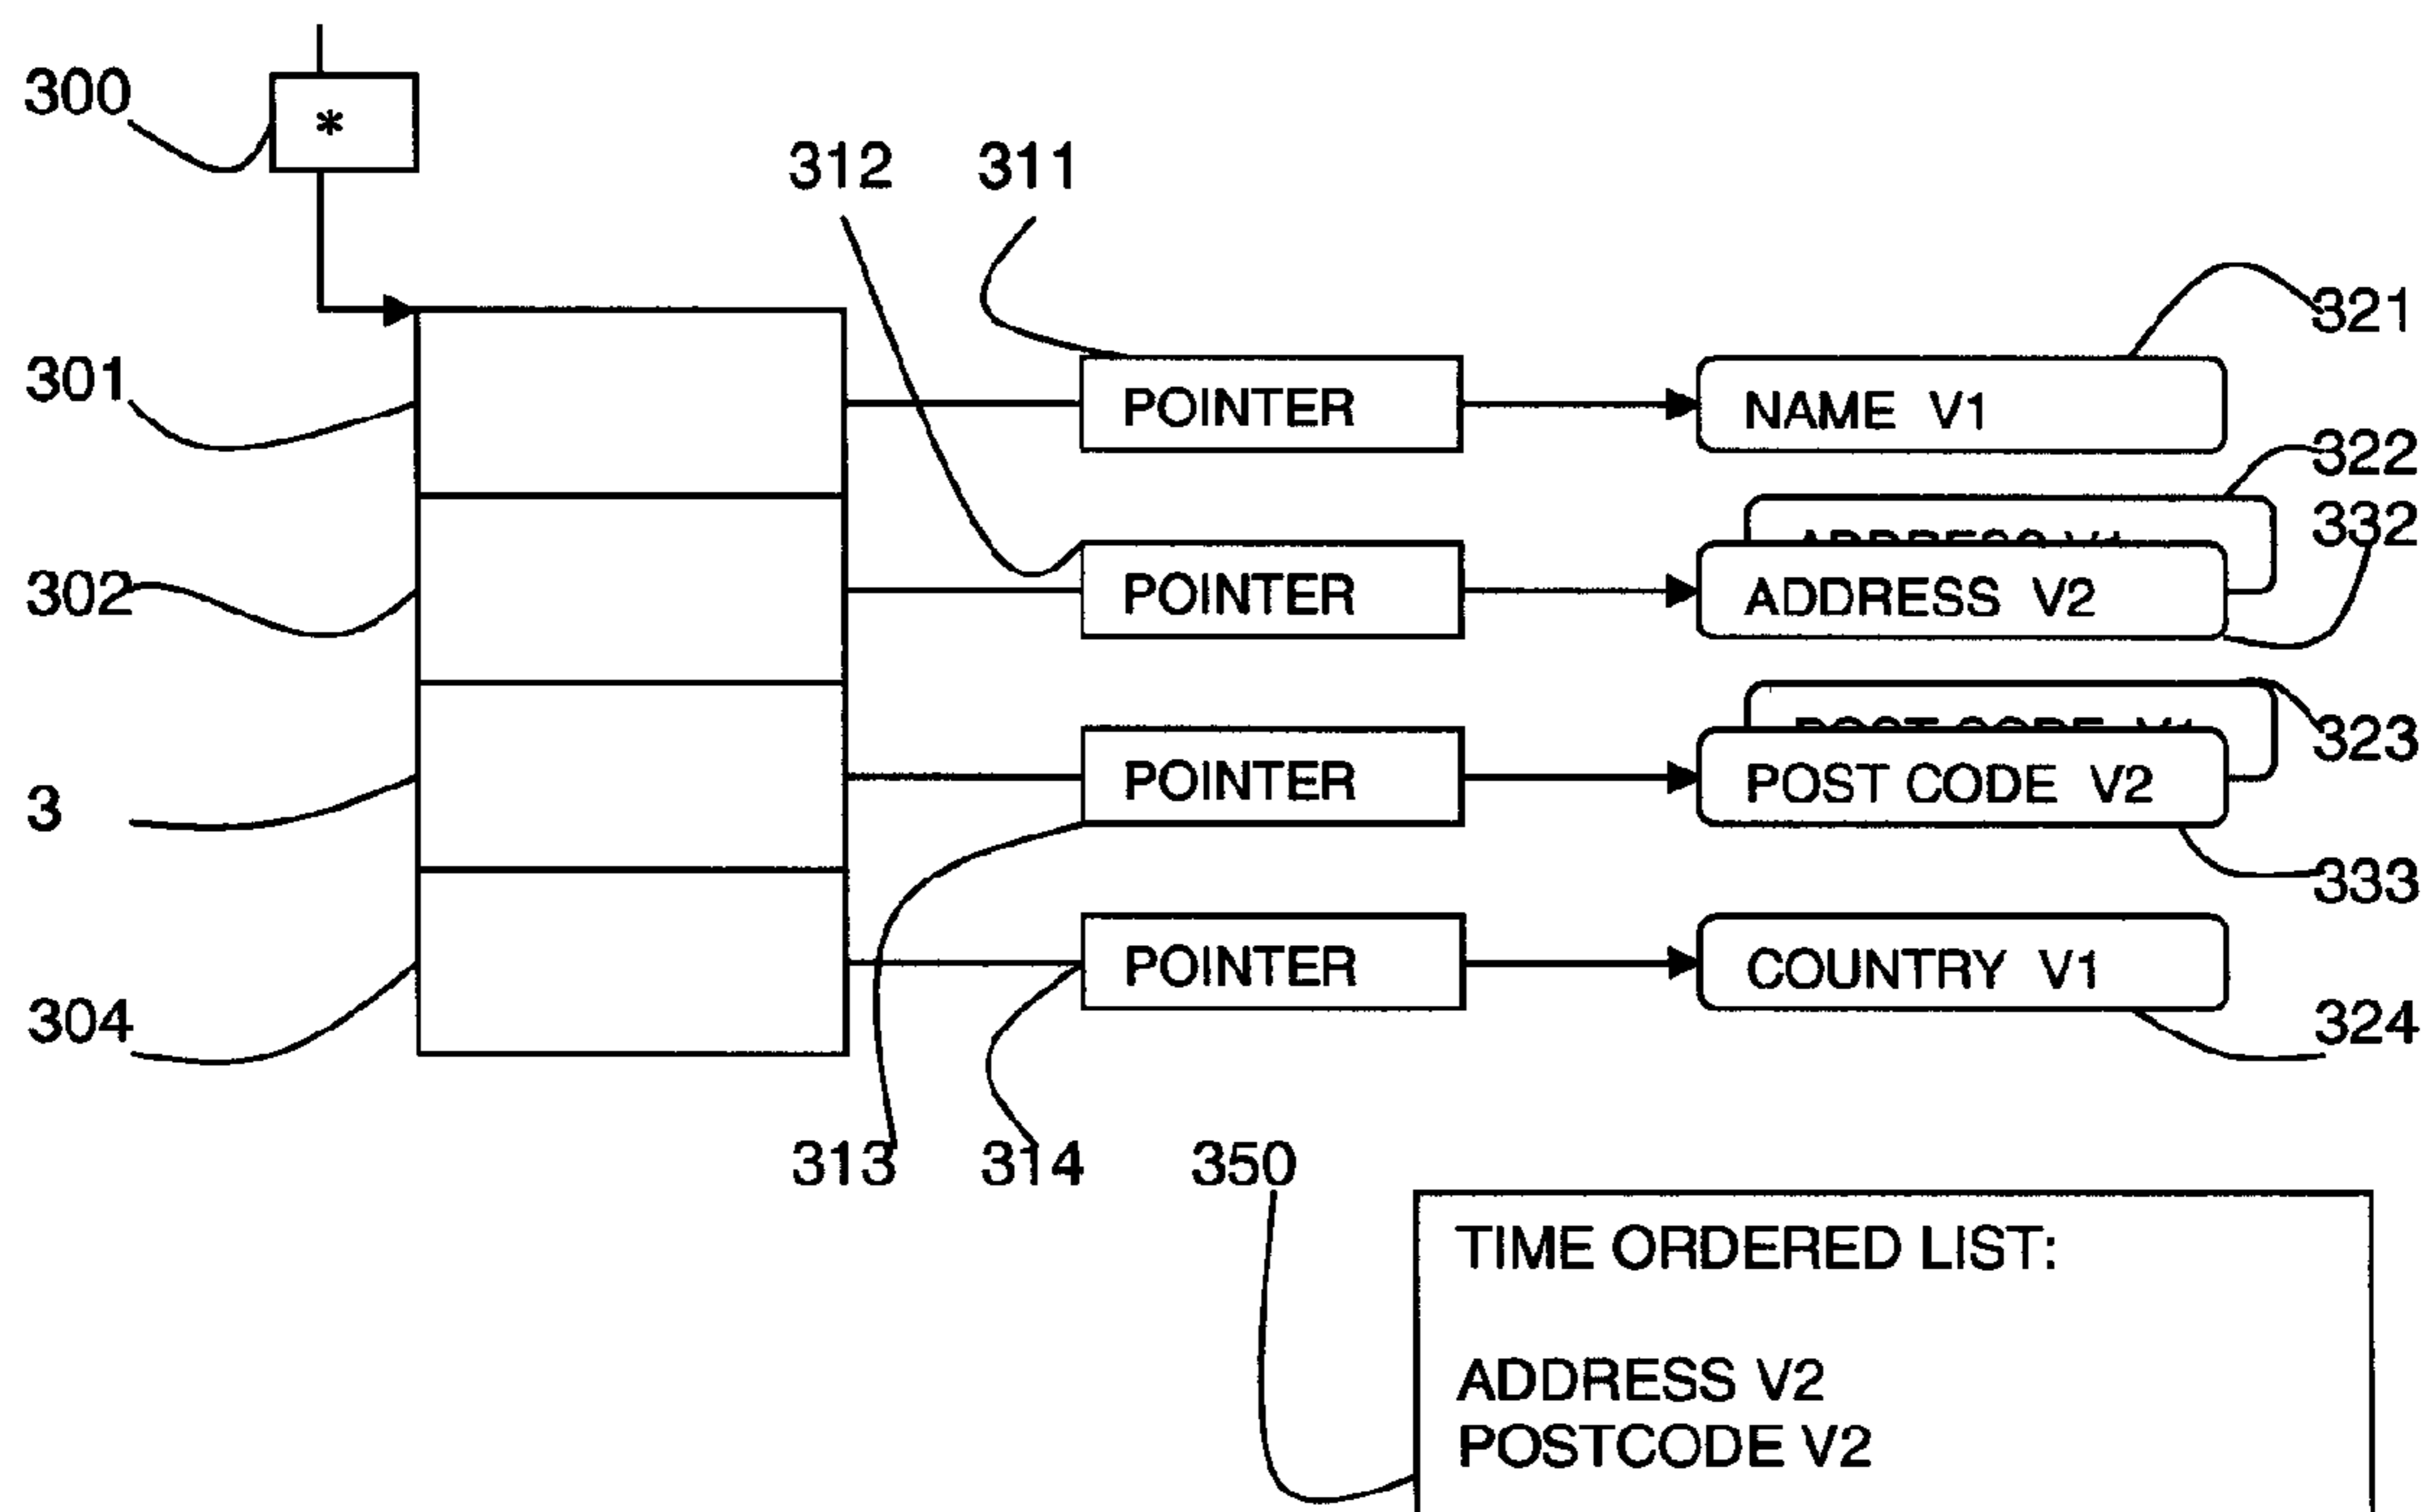 300
*
312 311
321
301
POINTER
NAME V1
322
332
302
POINTER
ADDRESS V2
323
3
POINTER
POST CODE V2
333
304
POINTER
COUNTRY V1
324
313 314 350
TIME ORDERED LIST:
ADDRESS V2
POSTCODE V2